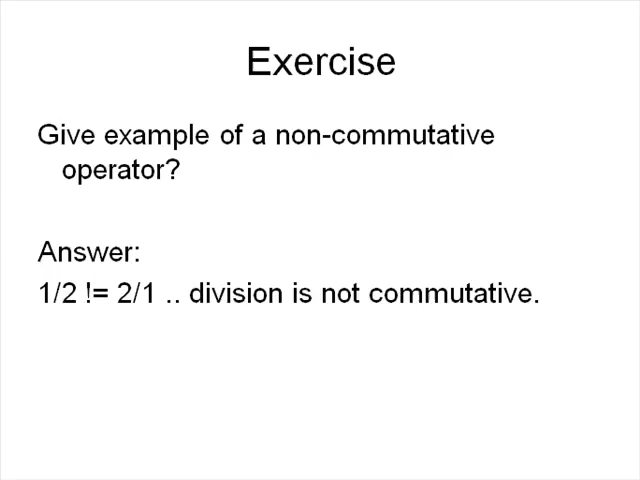 Exercise
Give example of a non-commutative
operator?
Answer:
1/2 != 2/1 .. division is not commutative.